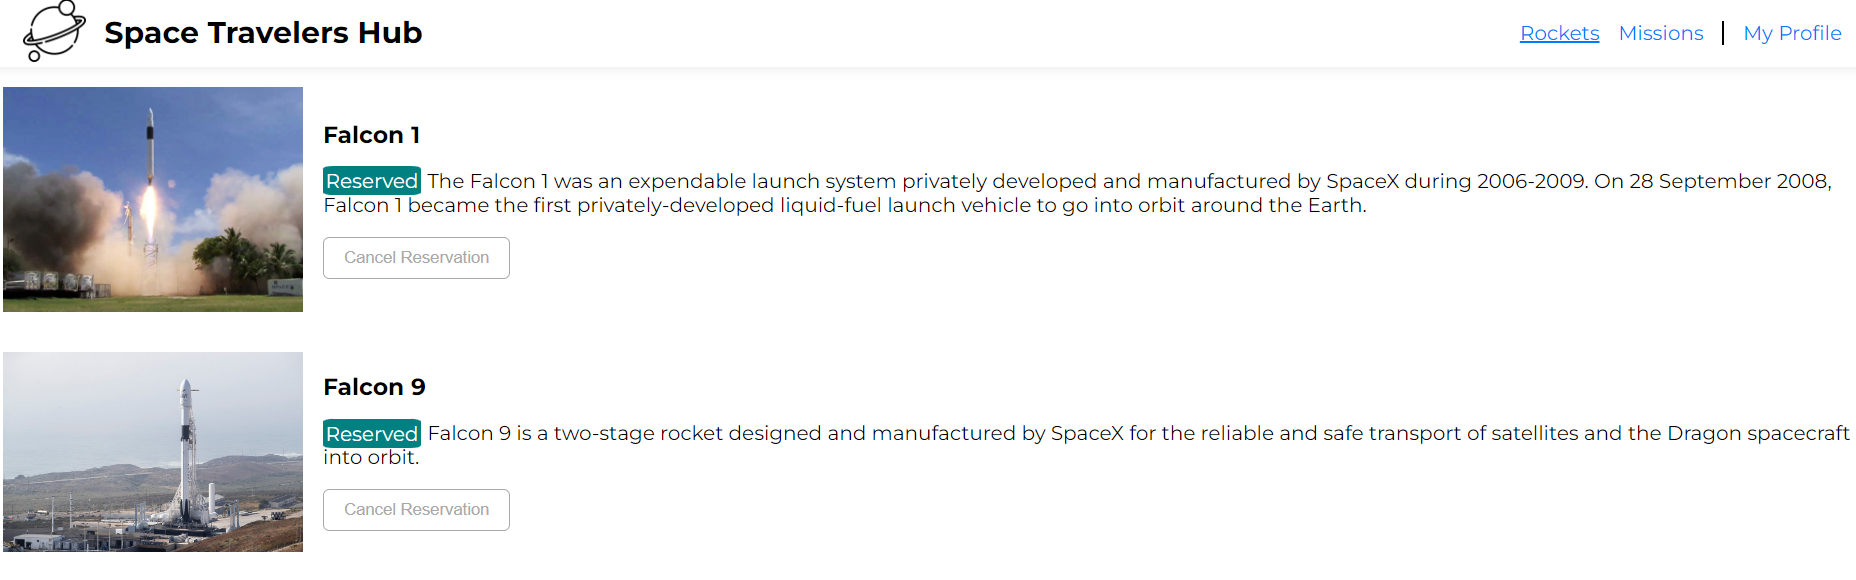 Space Travelers Hub
Rockets Missions My Profile
Falcon 1
Reserved The Falcon 1 was an expendable launch system privately developed and manufactured by SpaceX during 2006-2009. On 28 September 2008,
Falcon 1 became the first privately-developed liquid-fuel launch vehicle to go into orbit around the Earth.
Cancel Reservation
Falcon 9
Reserved Falcon 9 is a two-stage rocket designed and manufactured by SpaceX for the reliable and safe transport of satellites and the Dragon spacecraft
into orbit.
Cancel Reservation